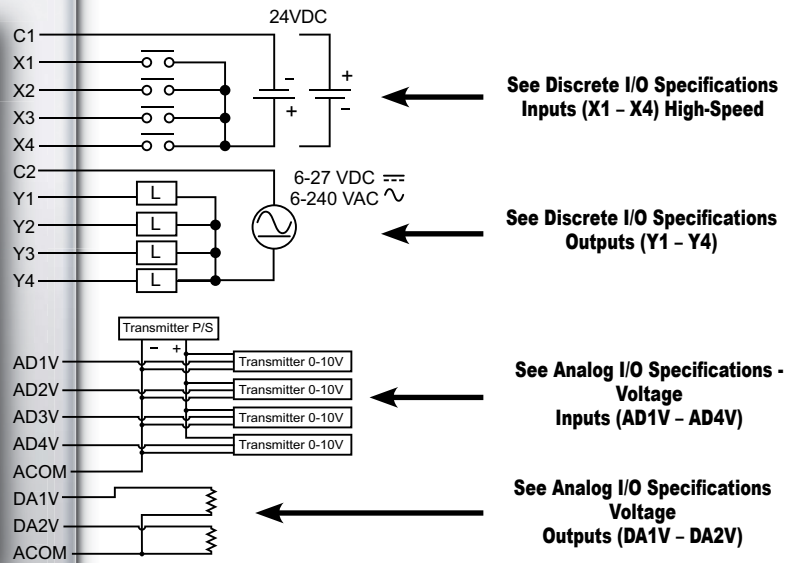 24VDC
C1
X1
X2
X3
X4
–
+
+
–
See Discrete I/O Specifications
Inputs (X1 – X4) High-Speed
C2
Y1
Y2
Y3
Y4
L
L
L
L
6-27 VDC
6-240 VAC
See Discrete I/O Specifications
Outputs (Y1 – Y4)
Transmitter P/S
– +
AD1V
AD2V
AD3V
AD4V
ACOM
Transmitter 0-10V
Transmitter 0-10V
Transmitter 0-10V
Transmitter 0-10V
See Analog I/O Specifications -
Voltage
Inputs (AD1V – AD4V)
DA1V
DA2V
ACOM
See Analog I/O Specifications
Voltage
Outputs (DA1V – DA2V)